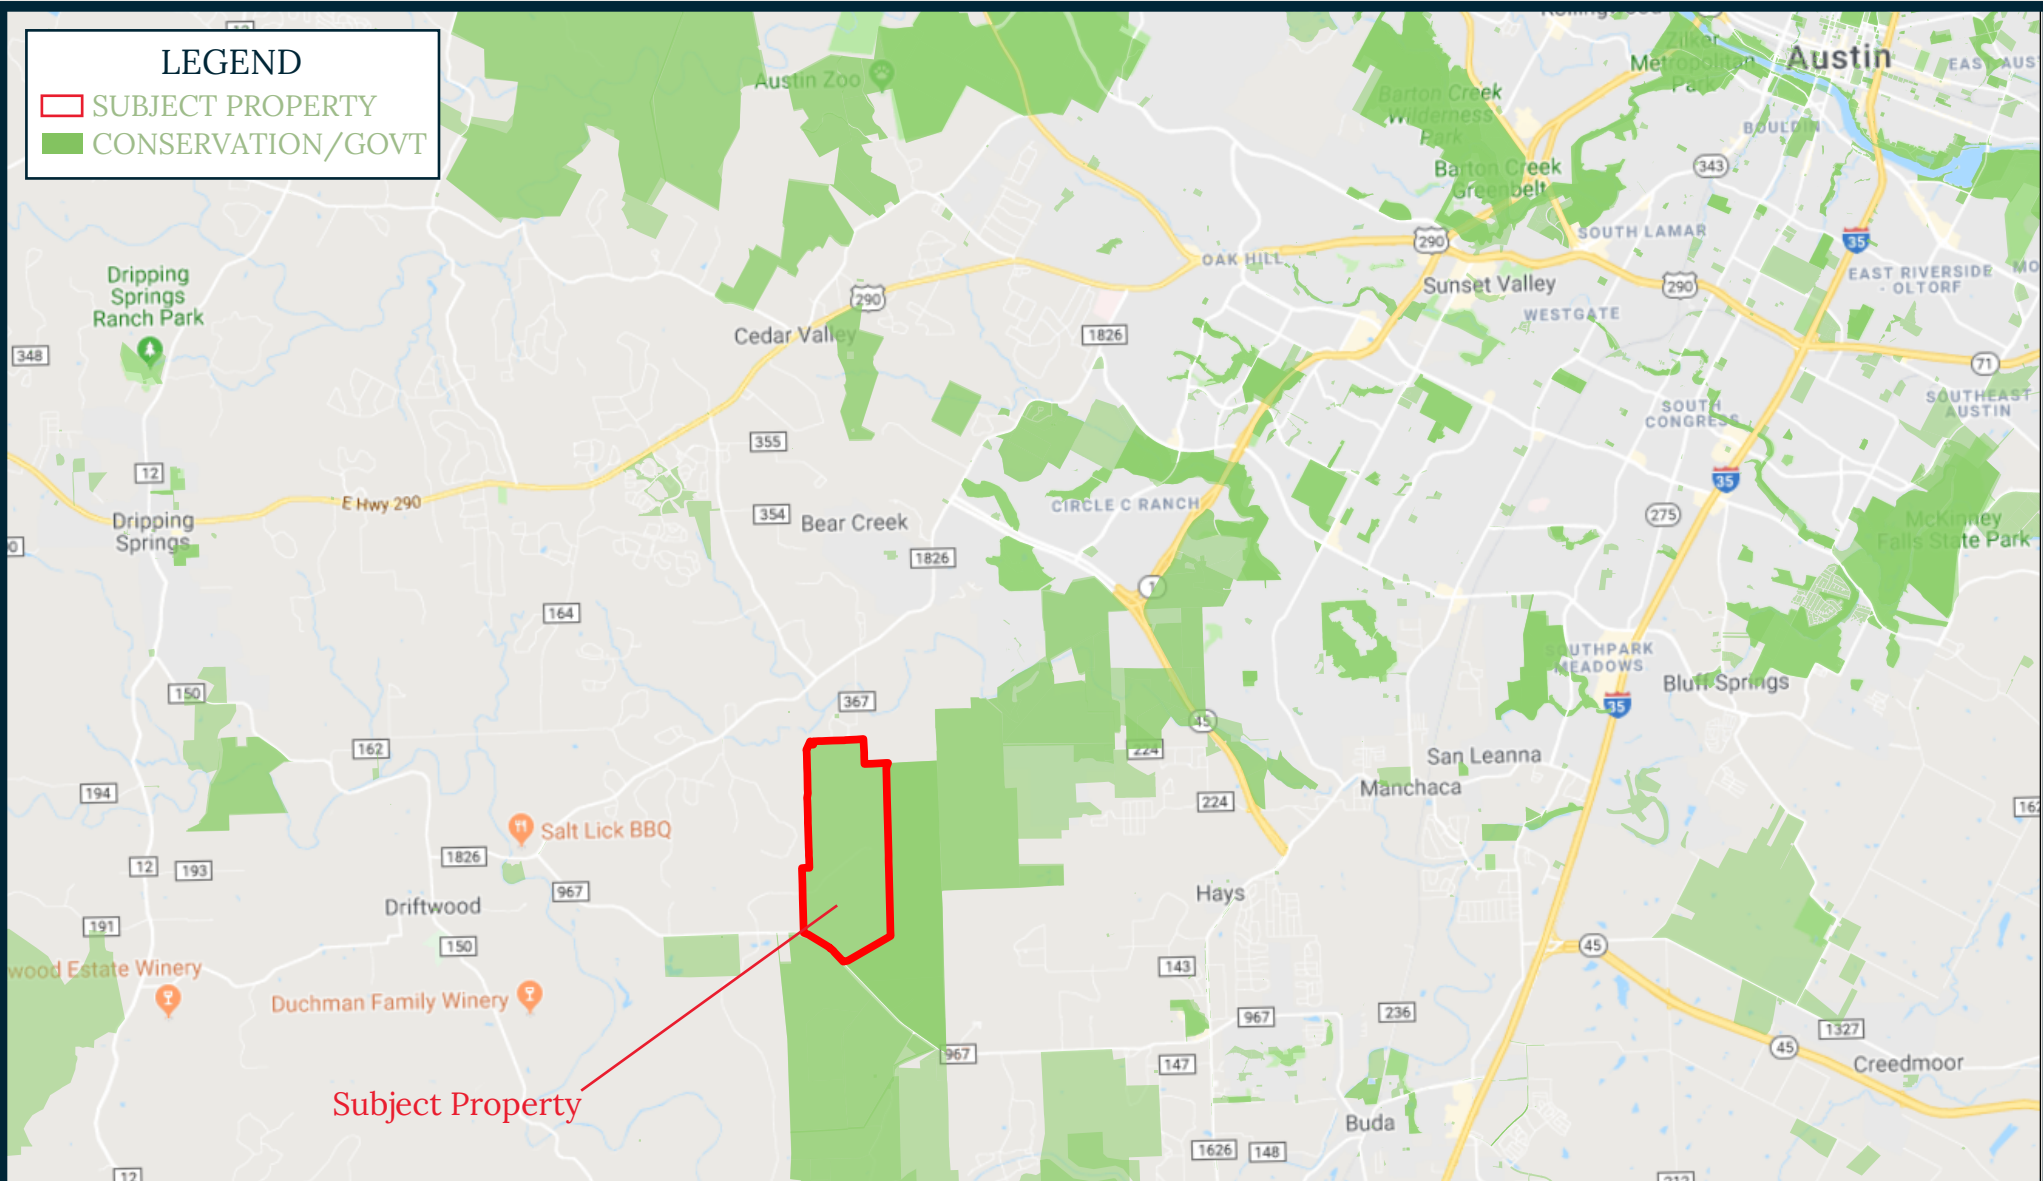 LEGEND
SUBJECT PROPERTY
CONSERVATION/GOVT
Austin Zoo
Zilker
Metropolitan
Park
Austin
Barton Creek
Wilderness
Park
BOULDIN
Barton Creek
Greenbelt
343
Dripping
Springs
Ranch Park
348
290
Cedar Valley
OAK HILL
290
SOUTH LAMAR
35
Sunset Valley
290
EAST RIVERSIDE
- OLTORF
WESTGATE
1826
71
SOUTHEAST
AUSTIN
SOUTH
CONGRESS
355
12
E Hwy 290
35
Dripping
Springs
354
Bear Creek
CIRCLE C RANCH
275
McKinney
Falls State Park
1826
1
164
SOUTHPARK
MEADOWS
Bluff Springs
150
367
35
45
162
224
San Leanna
194
224
Manchaca
Salt Lick BBQ
12
193
1826
967
Hays
Driftwood
191
150
45
wood Estate Winery
143
Duchman Family Winery
967
236
1327
967
147
45
Creedmoor
Subject Property
Buda
1626
148
12